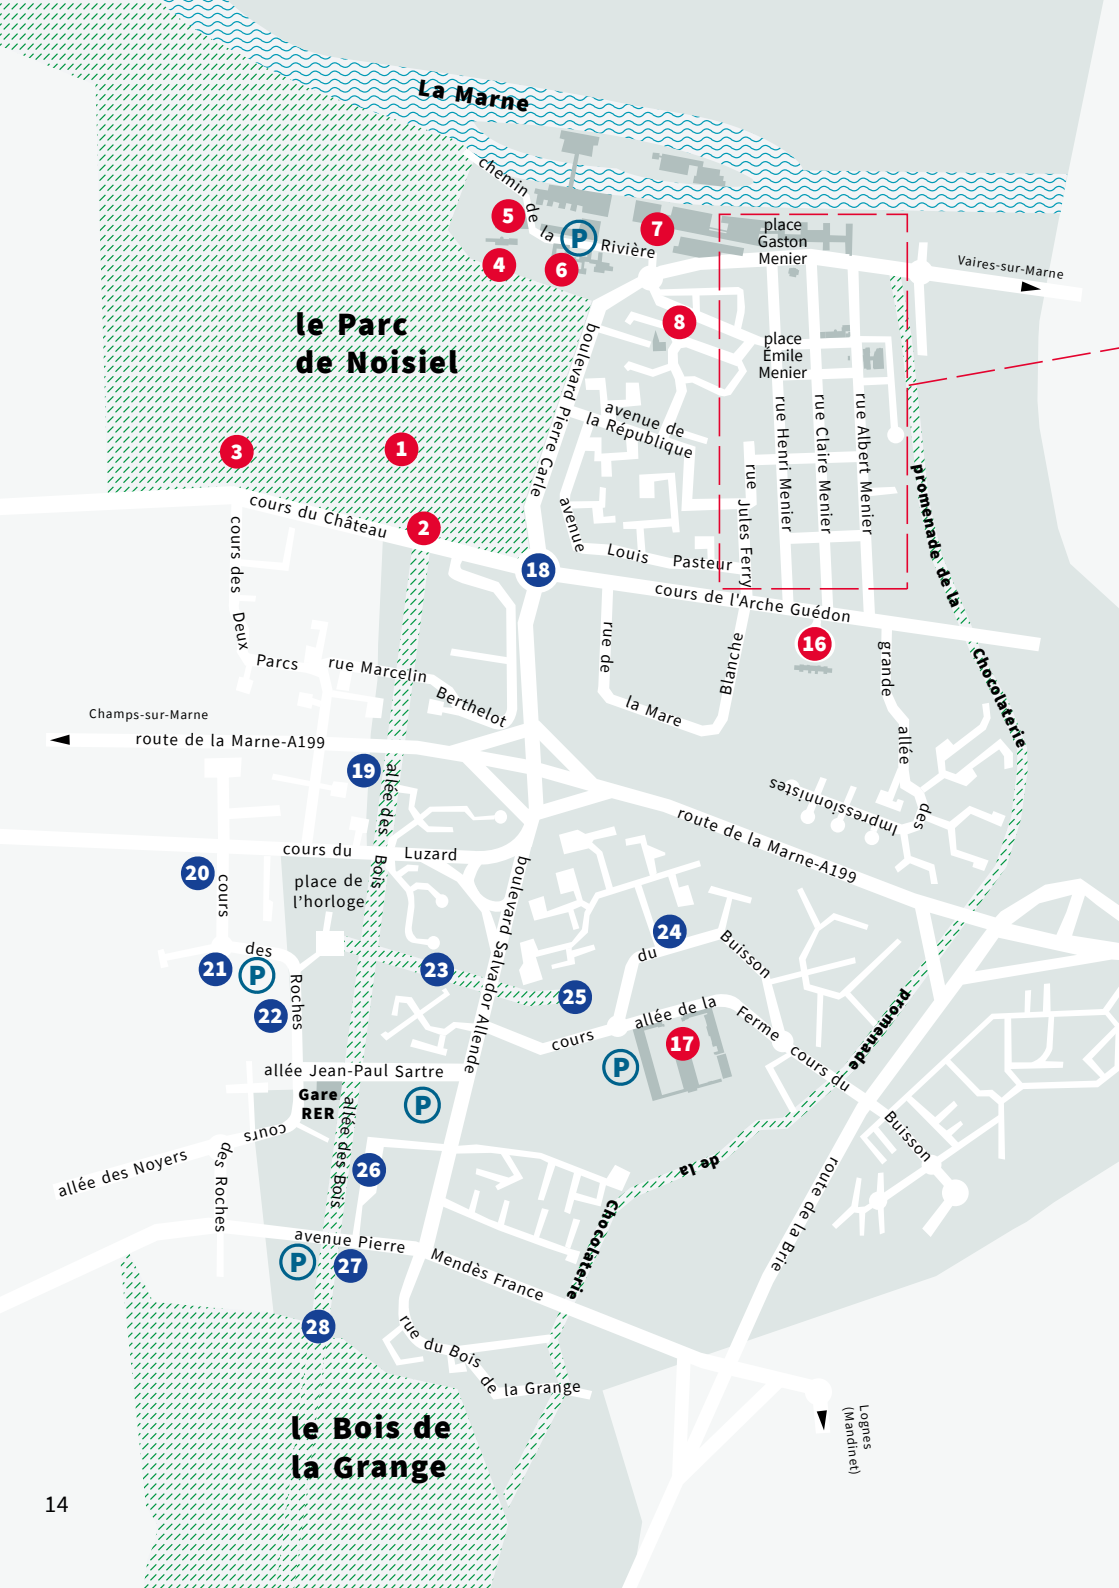 La Marne
chemin de la Rivière
5
P
7
4
6
place
Gaston
Menier
Vaires-sur-Marne
le Parc
de Noisiel
8
place
Émile
Menier
boulevard Pierre Carle
avenue de
la République
rue Henri Menier
rue Claire Menier
rue Albert Menier
3
1
rue Jules Ferry
promenade de la Chocolaterie
cours du Château
2
avenue Louis Pasteur
18
cours de l'Arche Guédon
cours des Deux Parcs
rue Marcelin Berthelot
rue de la Mare Blanche
16
grande allée des Impressionistes
Champs-sur-Marne
route de la Marne-A199
19
allée des Bois
route de la Marne-A199
cours du Luzard
20
place de
l'horloge
cours des Roches
boulevard Salvador Allende
24
cours du Buisson
21
P
23
25
22
allée de la Ferme
17
P
cours du Buisson
promenade de la Chocolaterie
allée Jean-Paul Sartre
Gare
RER
P
allée des Bois
cours des Roches
allée des Noyers
26
route de la Brie
avenue Pierre Mendès France
P
27
28
rue du Bois de la Grange
Lognes
(Mandinet)
le Bois de
la Grange
14